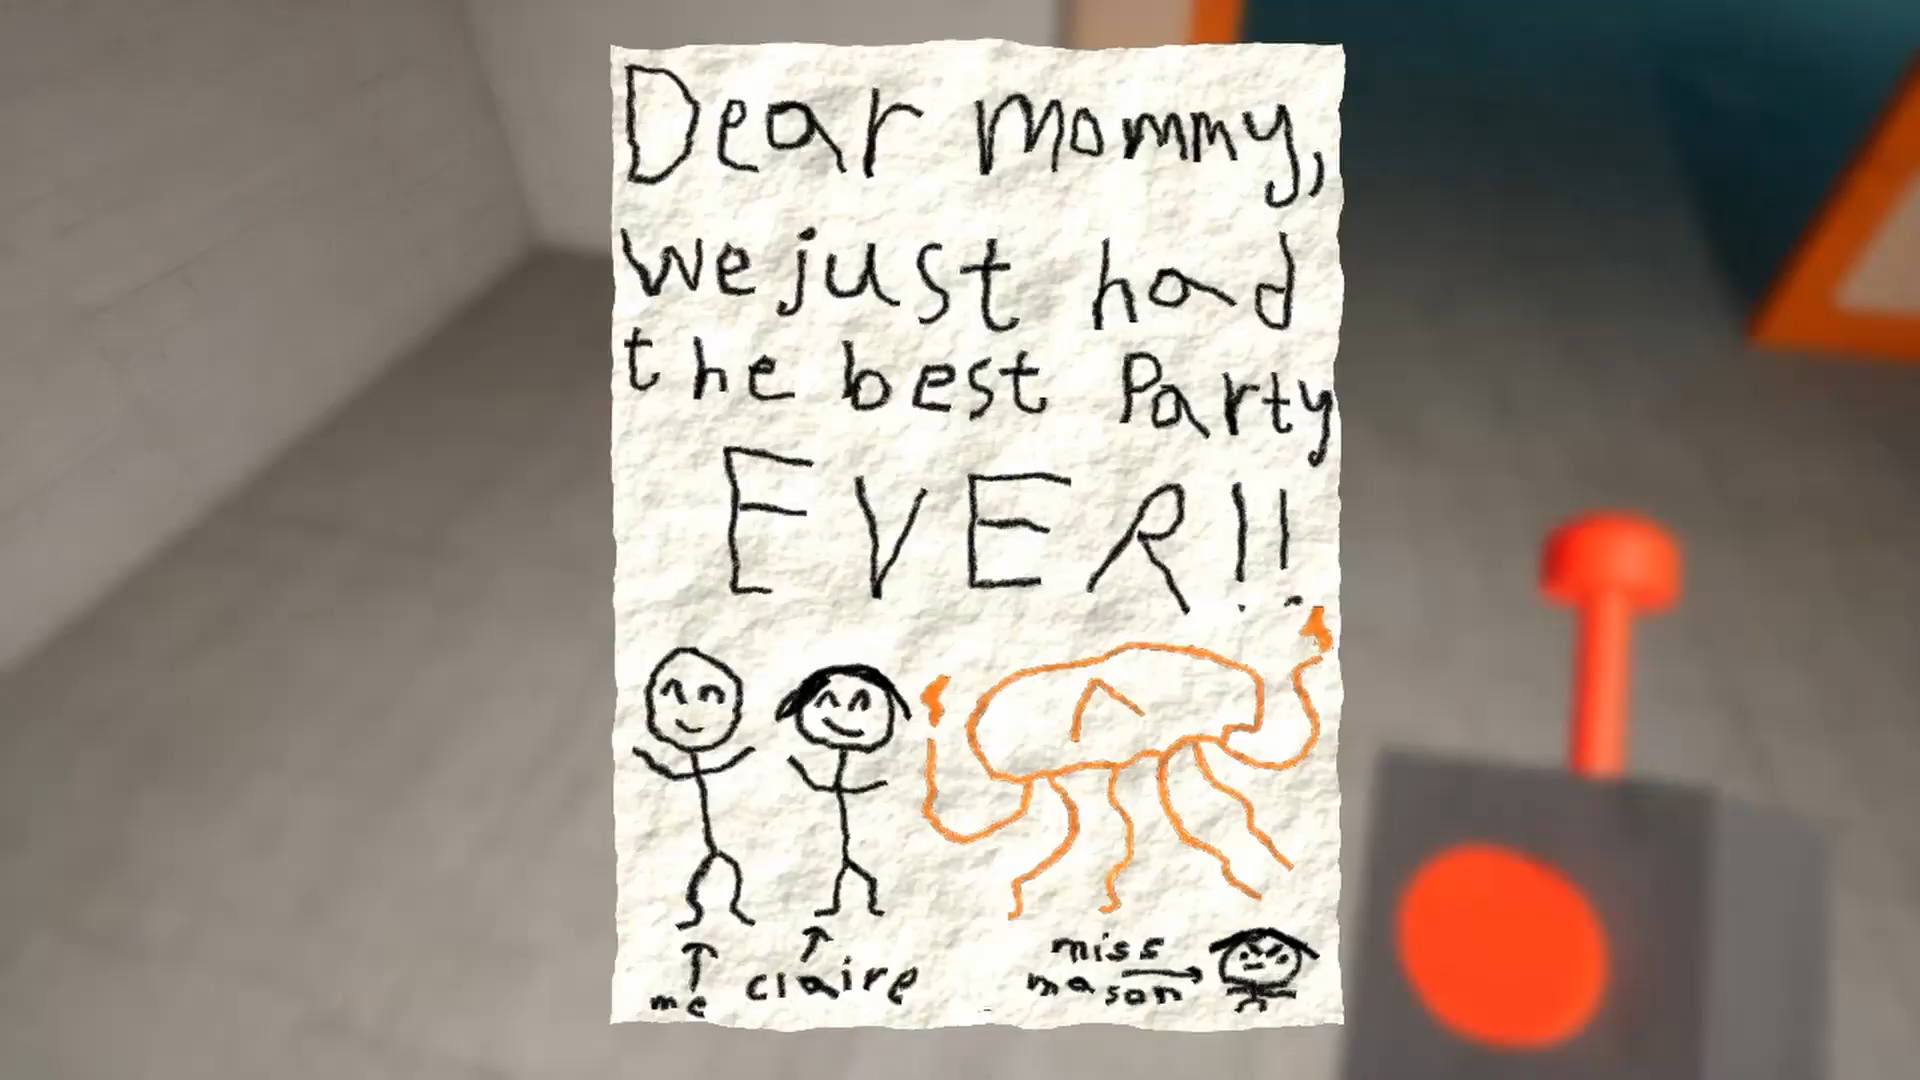 Dear mommy,
we just had
the best Party
EVER!!
me
claire
miss
mason